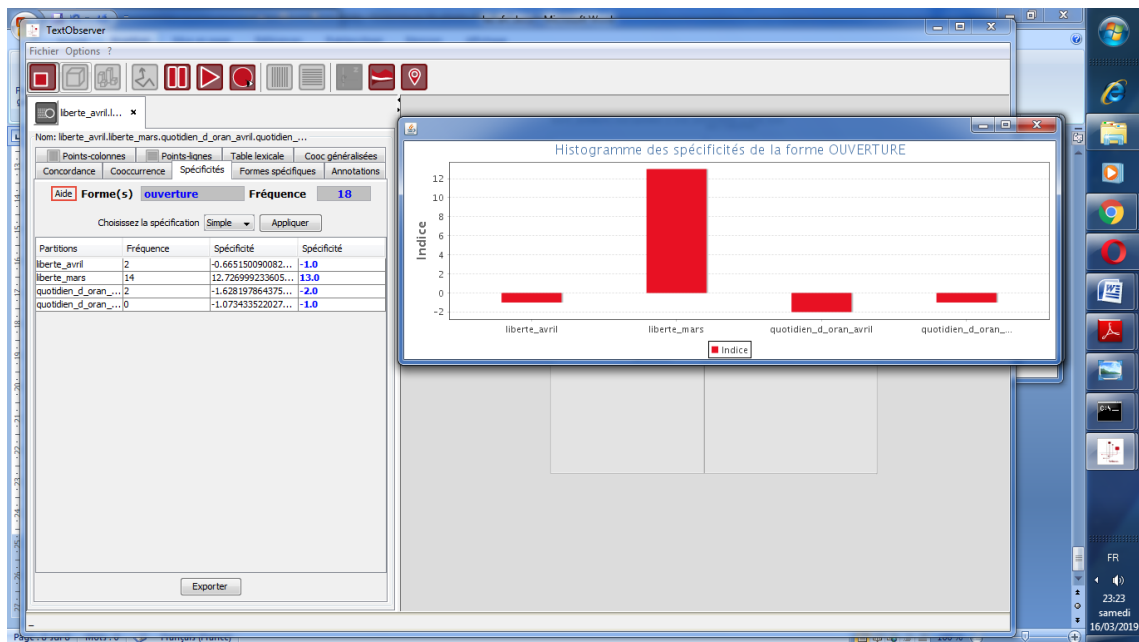 TextObserver
Fichier Options ?
liberte_avril.l... ×
Nom: liberte_avril.liberte_mars.quotidien_d_oran_avril.quotidien_...
Points-colonnes Points-lignes Table lexicale Cooc généralisées
Concordance Cooccurrence Spécificités Formes spécifiques Annotations
Aide Forme(s) ouverture Fréquence 18
Choisissez la spécification Simple Appliquer
Partitions Fréquence Spécificité Spécificité
liberte_avril 2 -0.665150090082... -1.0
liberte_mars 14 12.726999233605... 13.0
quotidien_d_oran_... 2 -1.628197864375... -2.0
quotidien_d_oran_... 0 -1.073433522027... -1.0
Exporter
Histogramme des spécificités de la forme OUVERTURE
Indice
12
10
8
6
4
2
0
-2
liberte_avril liberte_mars quotidien_d_oran_avril quotidien_d_oran_...
Indice
FR
23:23
samedi
16/03/2019